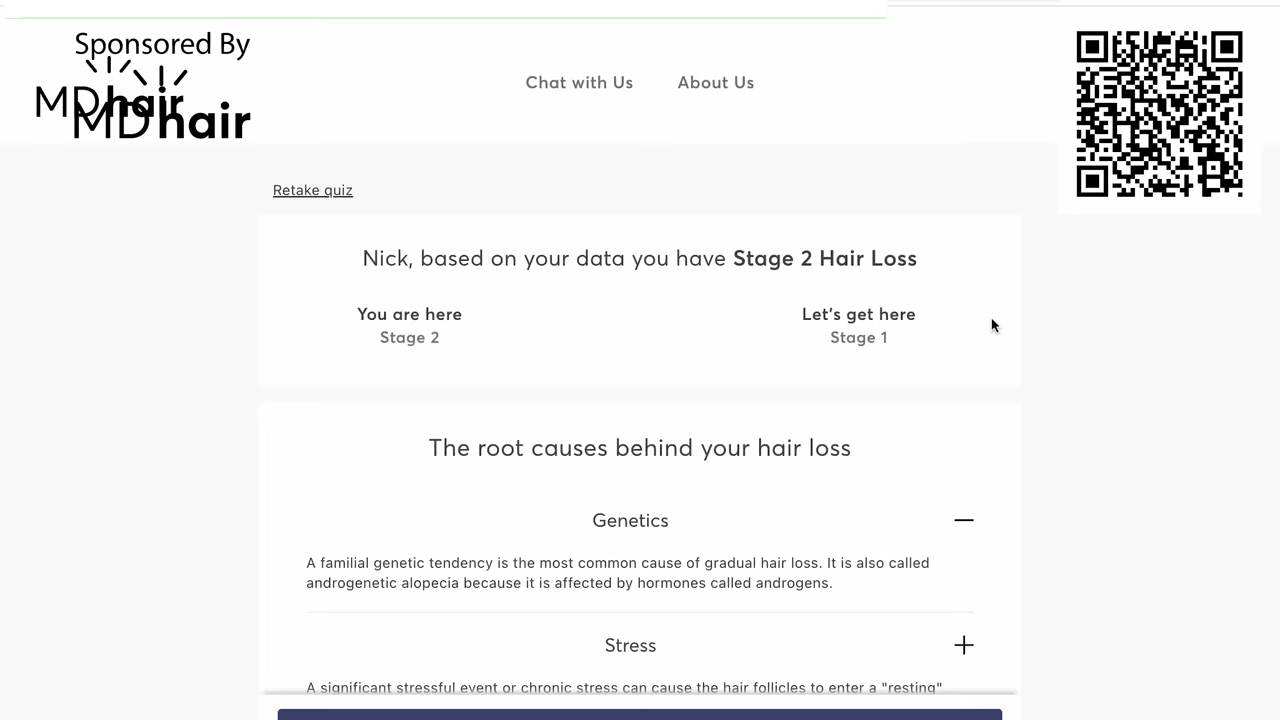 Sponsored By
MDhair
MDhair
Chat with Us
About Us
Retake quiz
Nick, based on your data you have Stage 2 Hair Loss
You are here
Stage 2
Let's get here
Stage 1
The root causes behind your hair loss
Genetics
A familial genetic tendency is the most common cause of gradual hair loss. It is also called
androgenetic alopecia because it is affected by hormones called androgens.
Stress
A significant stressful event or chronic stress can cause the hair follicles to enter a "resting"